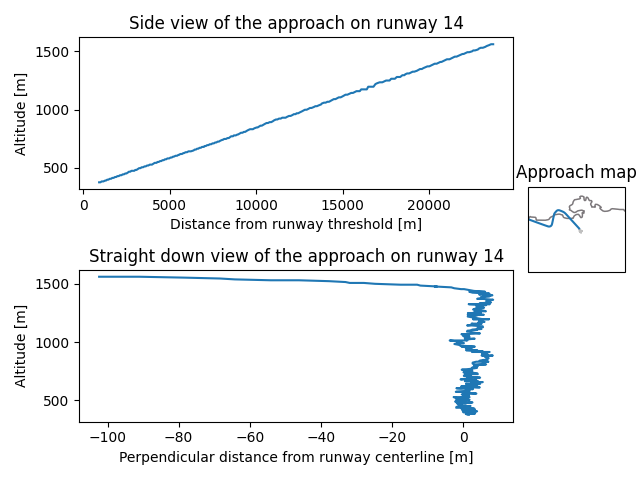 Side view of the approach on runway 14
1500
1000
500
Altitude [m]
0 5000 10000 15000 20000
Distance from runway threshold [m]
Approach map
Straight down view of the approach on runway 14
1500
1000
500
Altitude [m]
−100 −80 −60 −40 −20 0
Perpendicular distance from runway centerline [m]